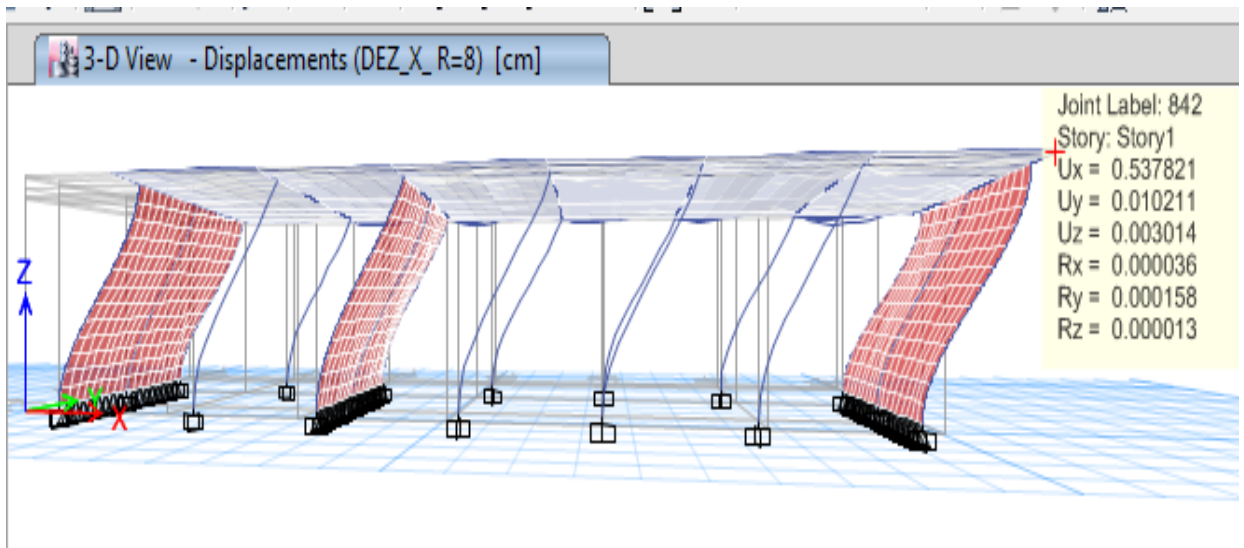 3-D View - Displacements (DEZ_X_ R=8) [cm]
Joint Label: 842
Story: Story1
Ux = 0.537821
Uy = 0.010211
Uz = 0.003014
Rx = 0.000036
Ry = 0.000158
Rz = 0.000013
Z
Y
X